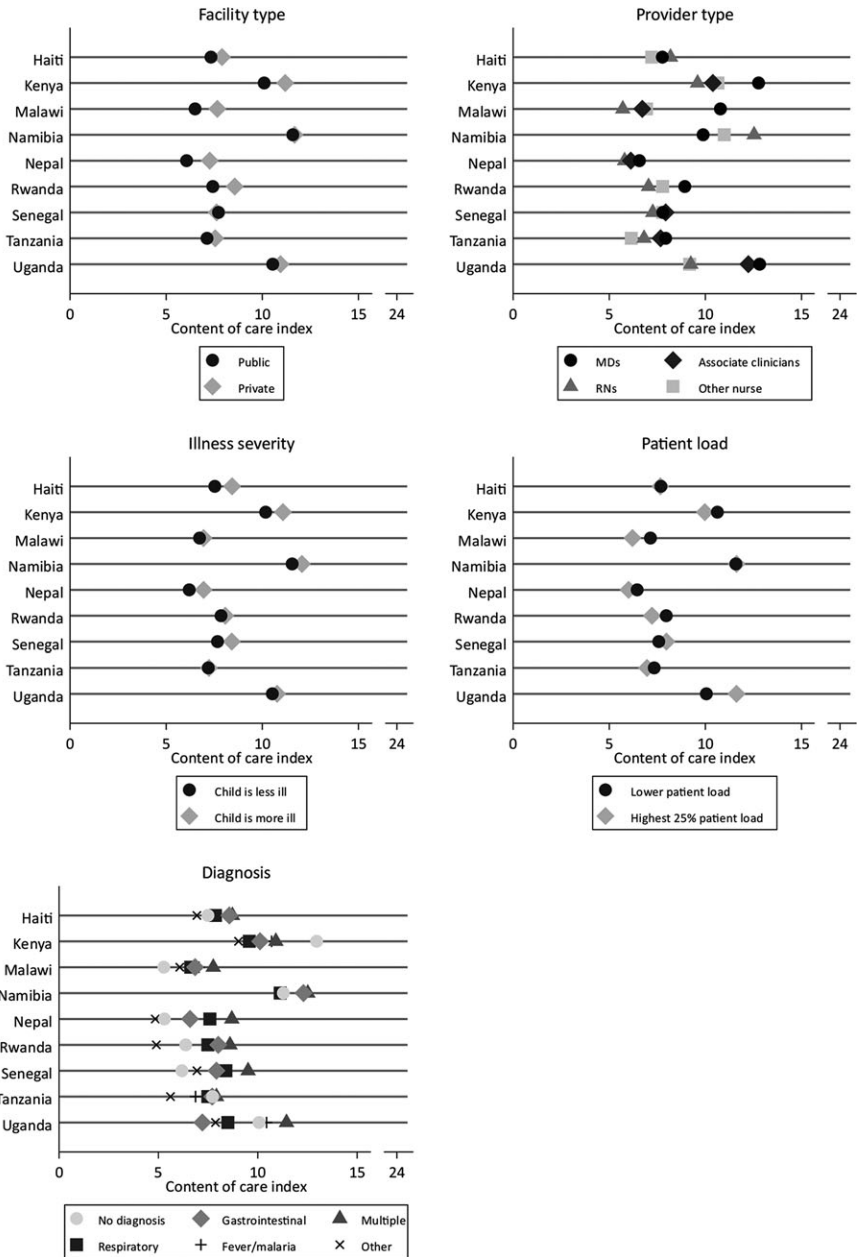 Facility type
Haiti
Kenya
Malawi
Namibia
Nepal
Rwanda
Senegal
Tanzania
Uganda
0 5 10 15 24
Content of care index
Public
Private
Provider type
Haiti
Kenya
Malawi
Namibia
Nepal
Rwanda
Senegal
Tanzania
Uganda
0 5 10 15 24
Content of care index
MDs Associate clinicians
RNs Other nurse
Illness severity
Haiti
Kenya
Malawi
Namibia
Nepal
Rwanda
Senegal
Tanzania
Uganda
0 5 10 15 24
Content of care index
Child is less ill
Child is more ill
Patient load
Haiti
Kenya
Malawi
Namibia
Nepal
Rwanda
Senegal
Tanzania
Uganda
0 5 10 15 24
Content of care index
Lower patient load
Highest 25% patient load
Diagnosis
Haiti
Kenya
Malawi
Namibia
Nepal
Rwanda
Senegal
Tanzania
Uganda
0 5 10 15 24
Content of care index
No diagnosis Gastrointestinal Multiple
Respiratory Fever/malaria Other